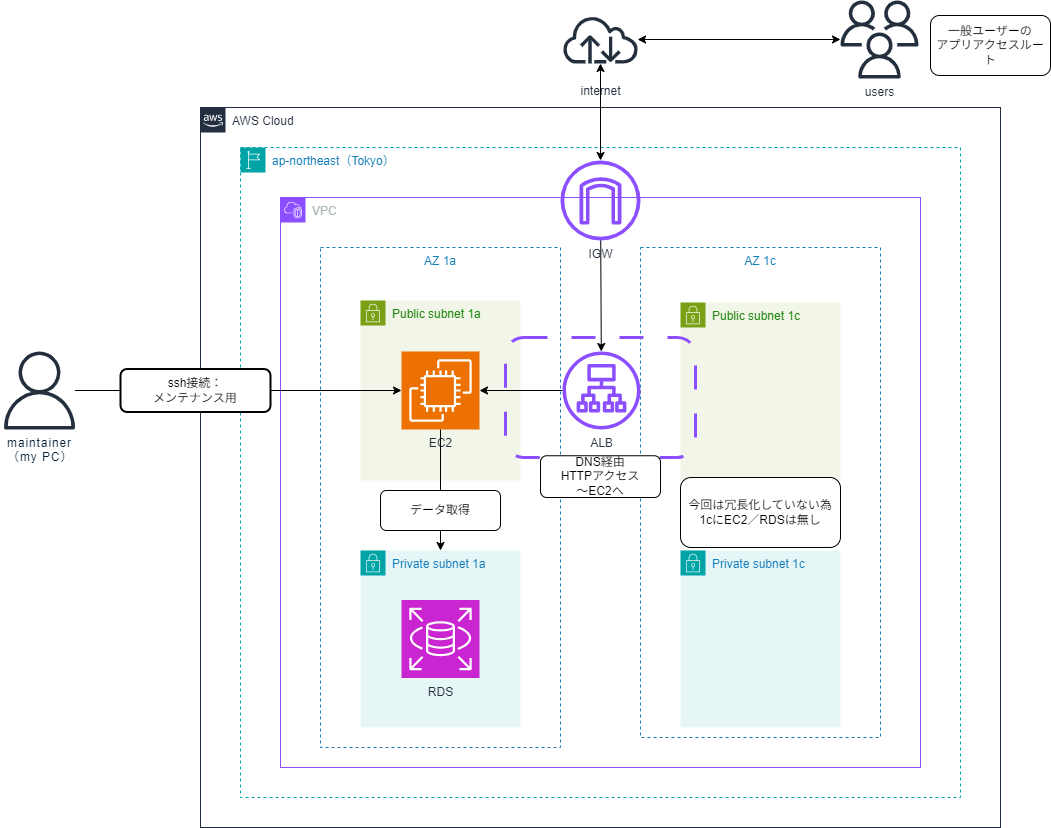 一般ユーザーの
アプリアクセスルー
ト
internet
users
aws
AWS Cloud
ap-northeast（Tokyo）
VPC
IGW
AZ 1a
AZ 1c
Public subnet 1a
Public subnet 1c
ssh接続：
メンテナンス用
maintainer
（my PC）
EC2
ALB
DNS経由
HTTPアクセス
～EC2へ
データ取得
今回は冗長化していない為
1cにEC2／RDSは無し
Private subnet 1a
Private subnet 1c
RDS